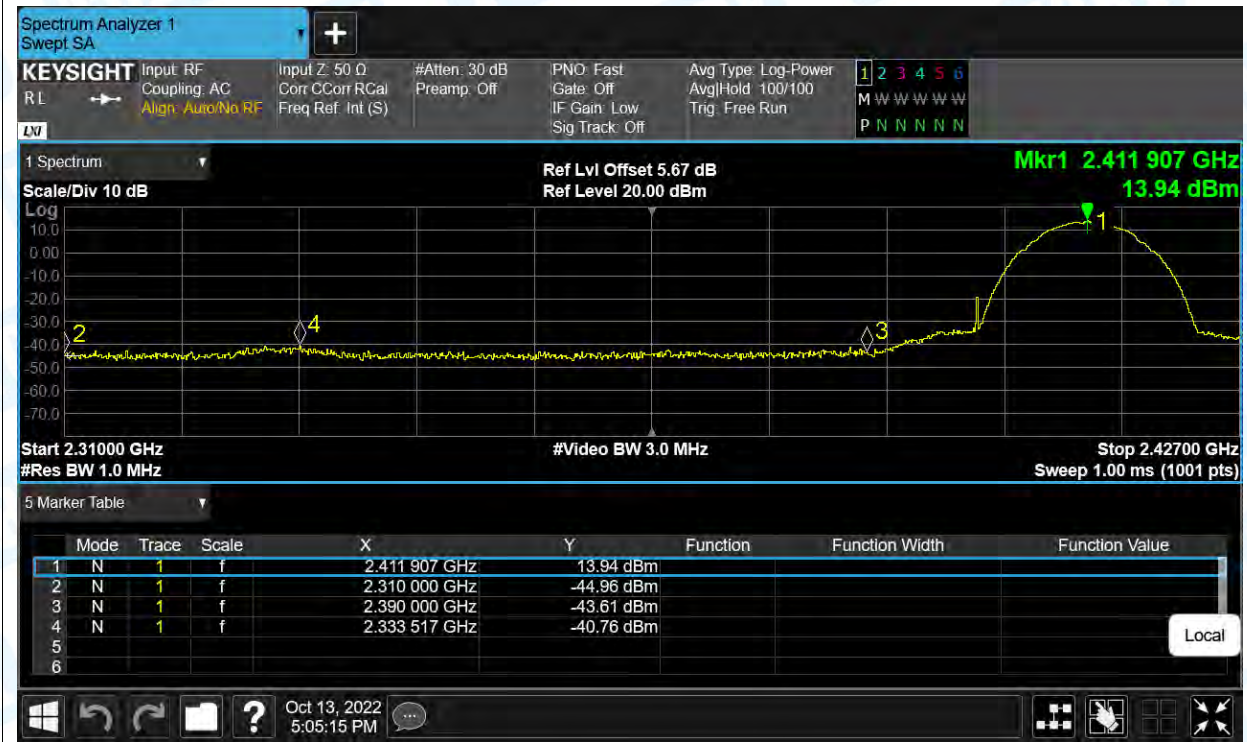 Spectrum Analyzer 1
Swept SA
+
KEYSIGHT Input: RF Input Z: 50 Ω #Atten: 30 dB PNO: Fast Avg Type: Log-Power 1 2 3 4 5 6
R L Coupling: AC Corr CCorr RCal Preamp: Off Gate: Off Avg|Hold: 100/100 M W W W W W
Align: Auto/No RF Freq Ref: Int (S) IF Gain: Low Trig: Free Run
LXI Sig Track: Off P N N N N N
1 Spectrum Ref Lvl Offset 5.67 dB Mkr1 2.411 907 GHz
Scale/Div 10 dB Ref Level 20.00 dBm 13.94 dBm
Log
10.0 1
0.00
-10.0
-20.0
-30.0 2 4 3
-40.0
-50.0
-60.0
-70.0
Start 2.31000 GHz #Video BW 3.0 MHz Stop 2.42700 GHz
#Res BW 1.0 MHz Sweep 1.00 ms (1001 pts)
5 Marker Table
Mode Trace Scale X Y Function Function Width Function Value
1 N 1 f 2.411 907 GHz 13.94 dBm
2 N 1 f 2.310 000 GHz -44.96 dBm
3 N 1 f 2.390 000 GHz -43.61 dBm
4 N 1 f 2.333 517 GHz -40.76 dBm
5
6
Local
? Oct 13, 2022
5:05:15 PM